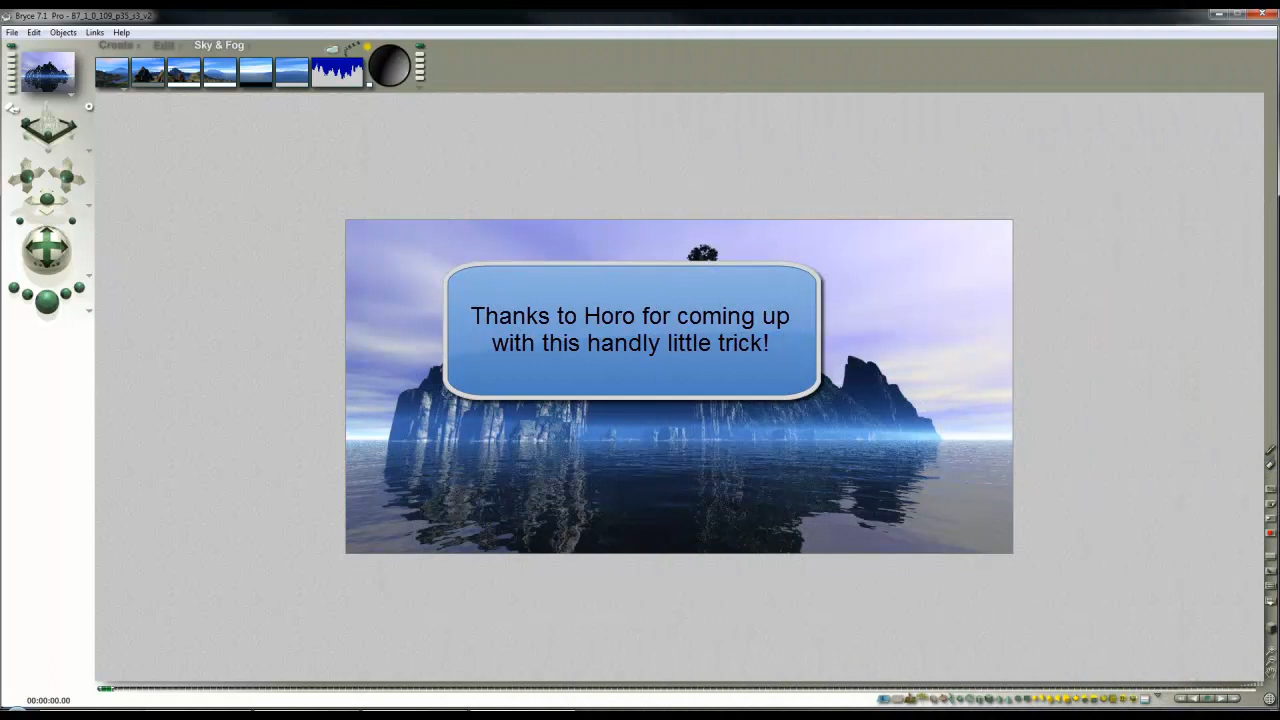 Bryce 7.1 Pro - B7_1_0_109_p35_s3_v2
File Edit Objects Links Help
Create Edit Sky & Fog
Thanks to Horo for coming up
with this handly little trick!
00:00:00.00